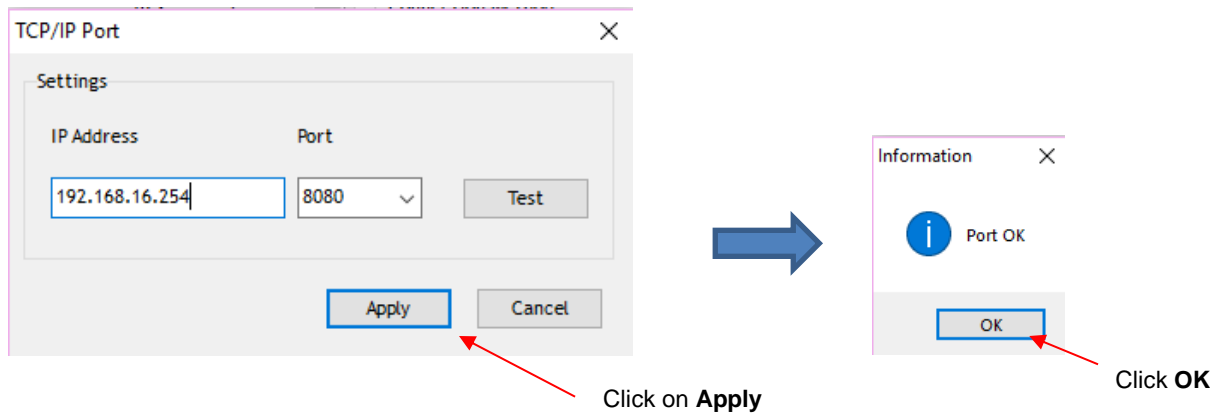 TCP/IP Port
Settings
IP Address Port
192.168.16.254 8080 Test
Apply Cancel
Click on Apply
Information
Port OK
OK
Click OK